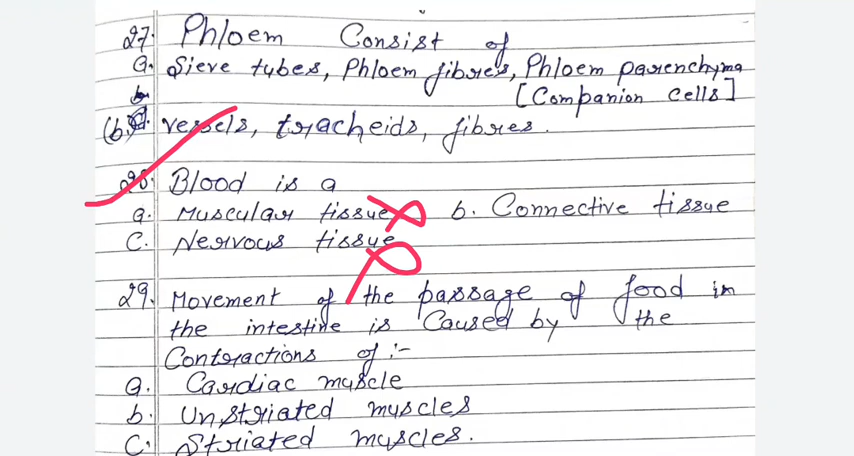 27. Phloem Consist of
a. Sieve tubes, Phloem fibres, Phloem parenchyma
[Companion cells]
(b.) vessels, tracheids, fibres.
28. Blood is a
a. Muscular tissue b. Connective tissue
C. Nervous tissue
29. Movement of the passage of food in
the intestine is Caused by the
Contractions of :-
a. Cardiac muscle
b. Unstriated muscles
C. Striated muscles.